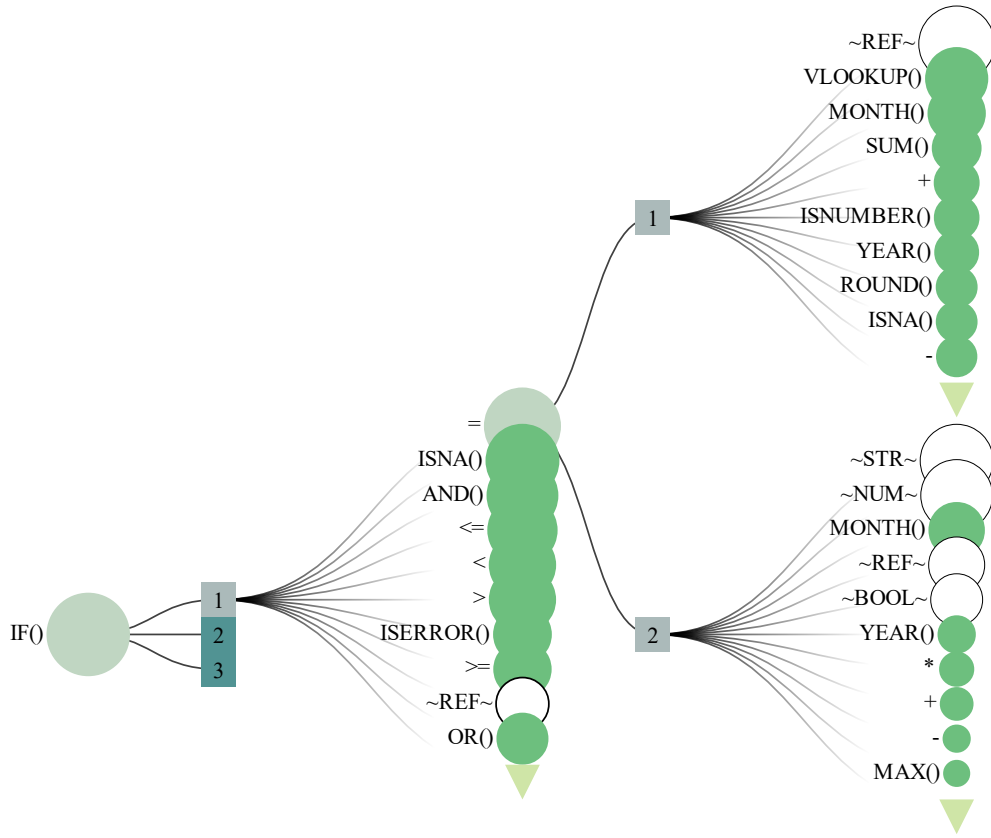 IF()
1
2
3
=
ISNA()
AND()
<=
<
>
ISERROR()
>=
~REF~
OR()
1
~REF~
VLOOKUP()
MONTH()
SUM()
+
ISNUMBER()
YEAR()
ROUND()
ISNA()
-
2
~STR~
~NUM~
MONTH()
~REF~
~BOOL~
YEAR()
*
+
-
MAX()